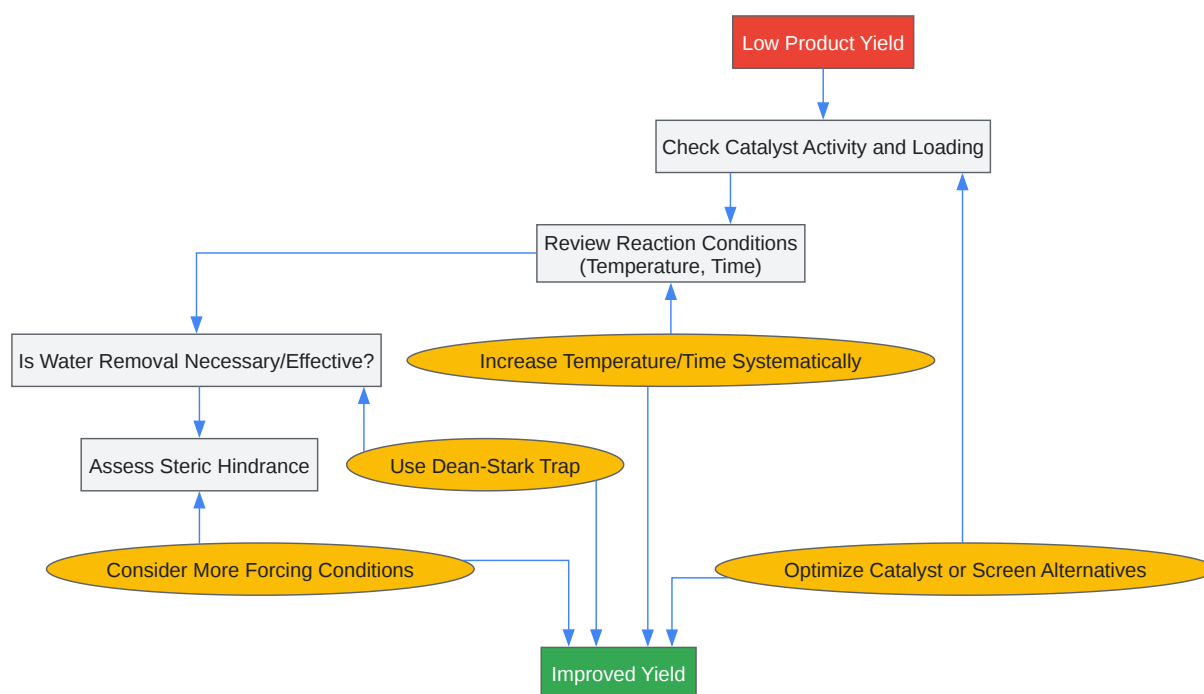 Low Product Yield
Check Catalyst Activity and Loading
Review Reaction Conditions
(Temperature, Time)
Is Water Removal Necessary/Effective?
Increase Temperature/Time Systematically
Assess Steric Hindrance
Use Dean-Stark Trap
Consider More Forcing Conditions
Optimize Catalyst or Screen Alternatives
Improved Yield